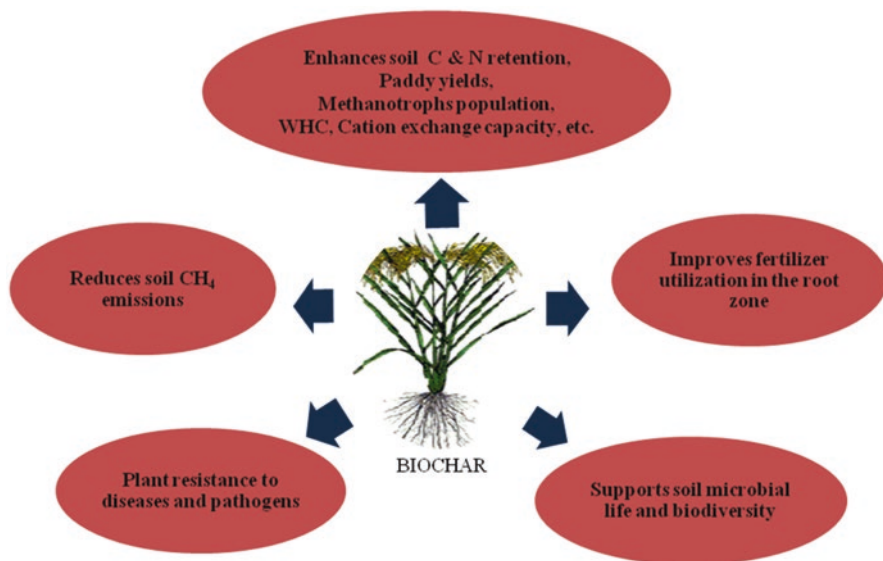 Enhances soil C & N retention,
Paddy yields,
Methanotrophs population,
WHC, Cation exchange capacity, etc.
Reduces soil CH₄
emissions
Improves fertilizer
utilization in the root
zone
Plant resistance to
diseases and pathogens
BIOCHAR
Supports soil microbial
life and biodiversity